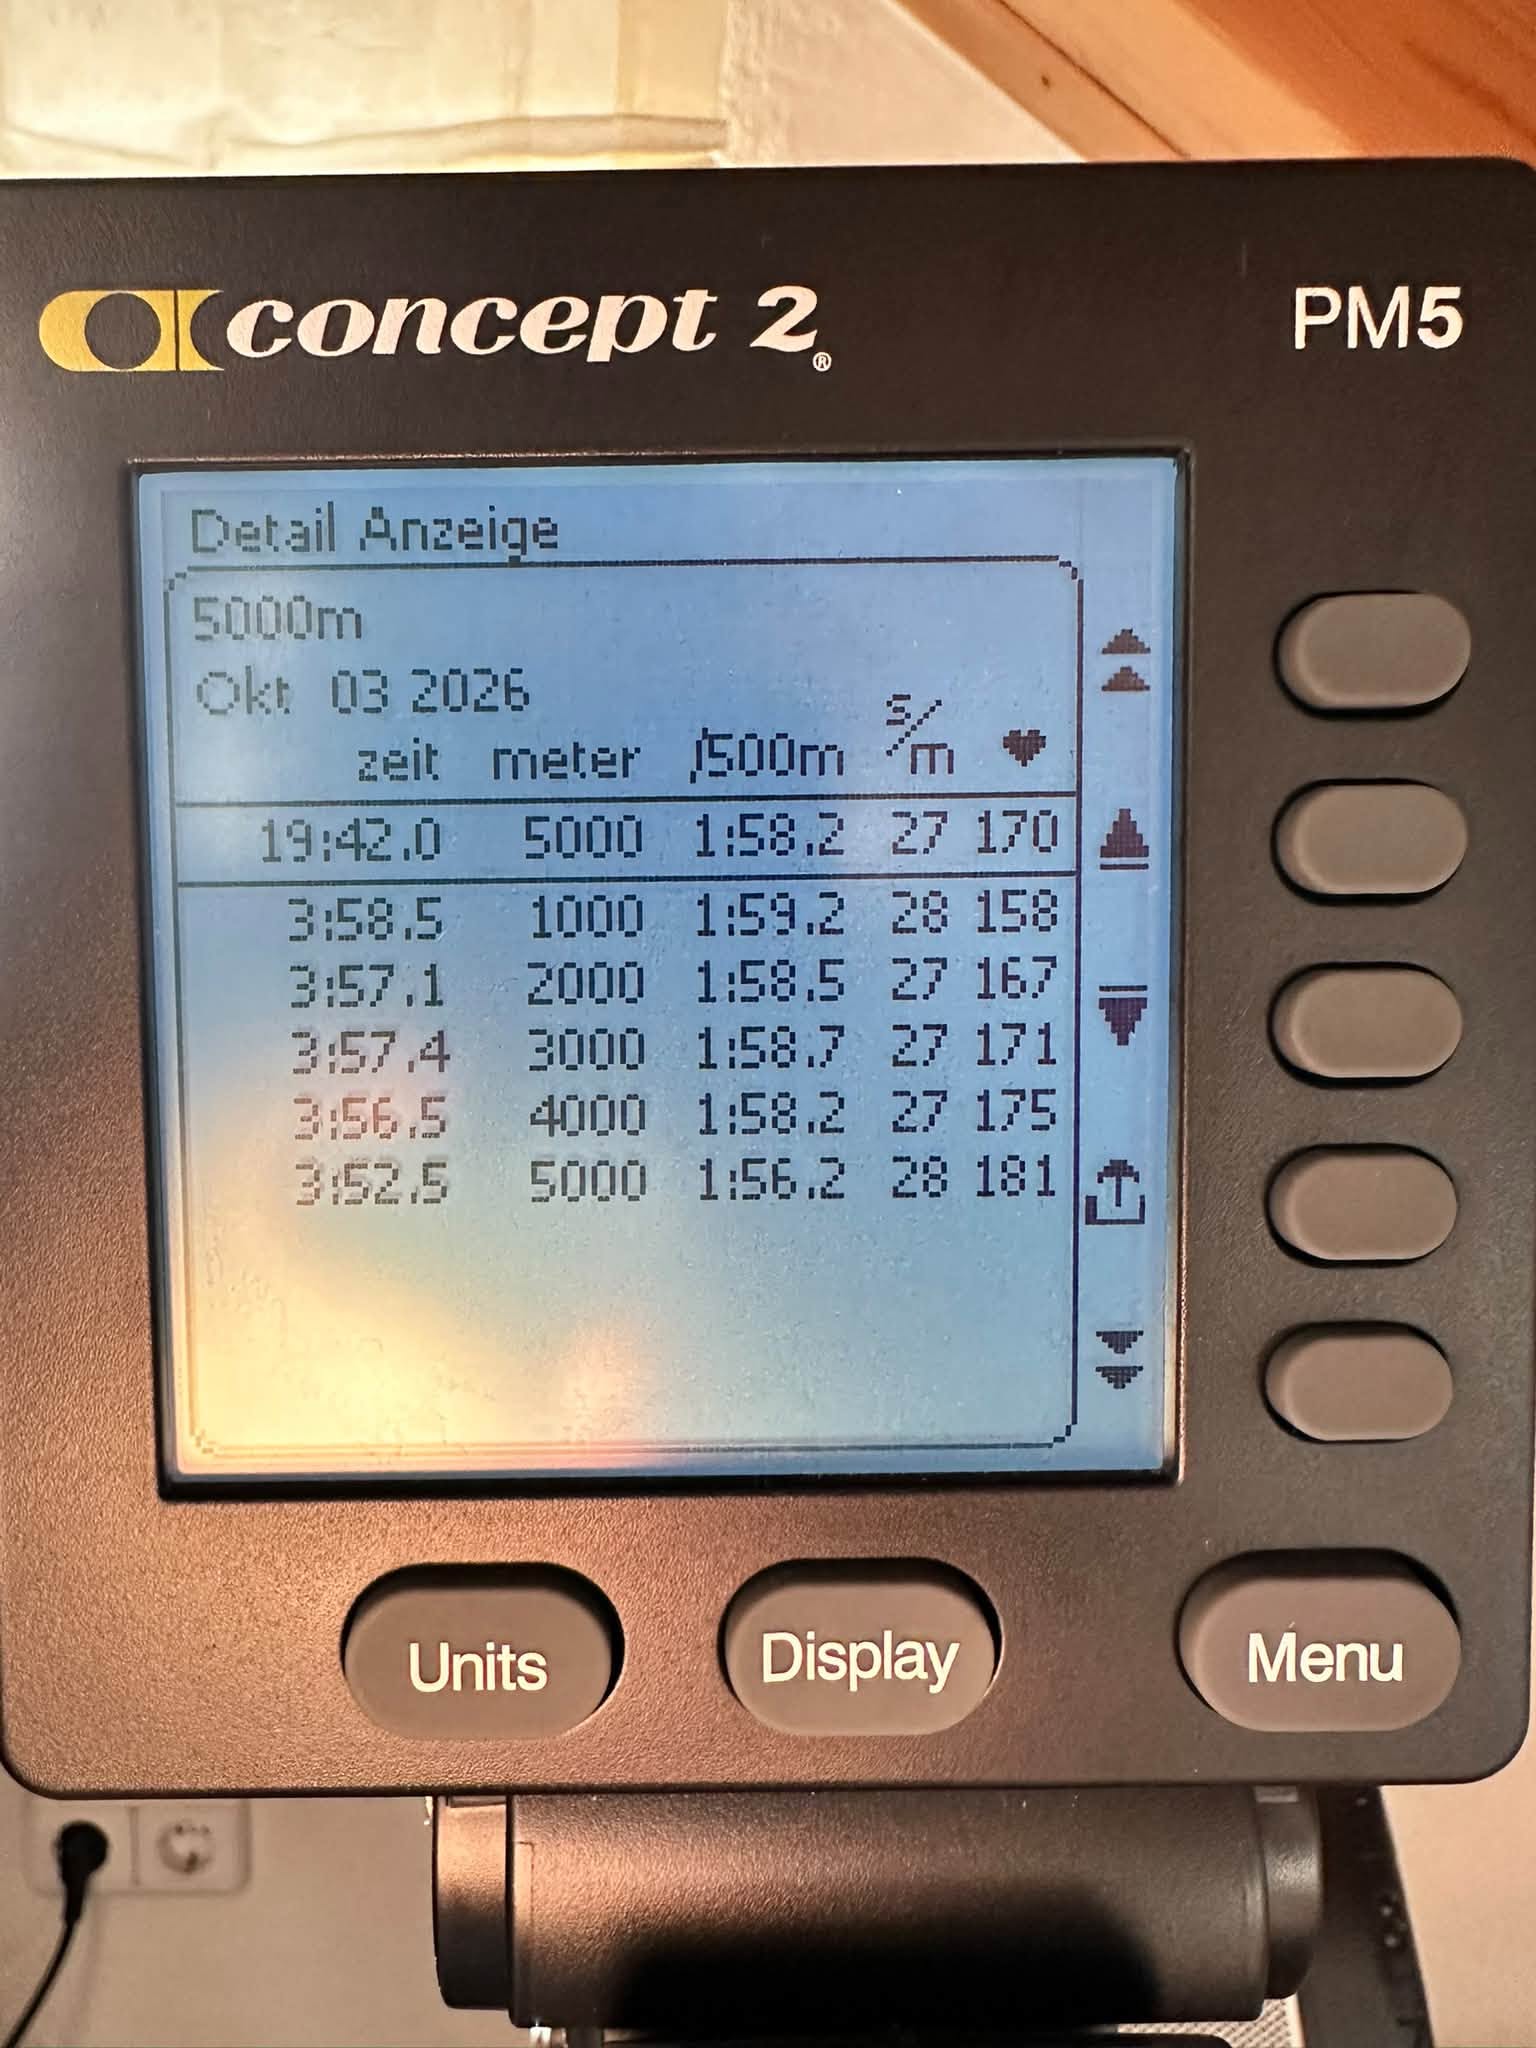 concept 2®
PM5
Detail Anzeige
5000m
Okt 03 2026
zeit meter /500m s/m ♥
19:42.0 5000 1:58.2 27 170
3:58.5 1000 1:59.2 28 158
3:57.1 2000 1:58.5 27 167
3:57.4 3000 1:58.7 27 171
3:56.5 4000 1:58.2 27 175
3:52.5 5000 1:56.2 28 181
Units
Display
Menu